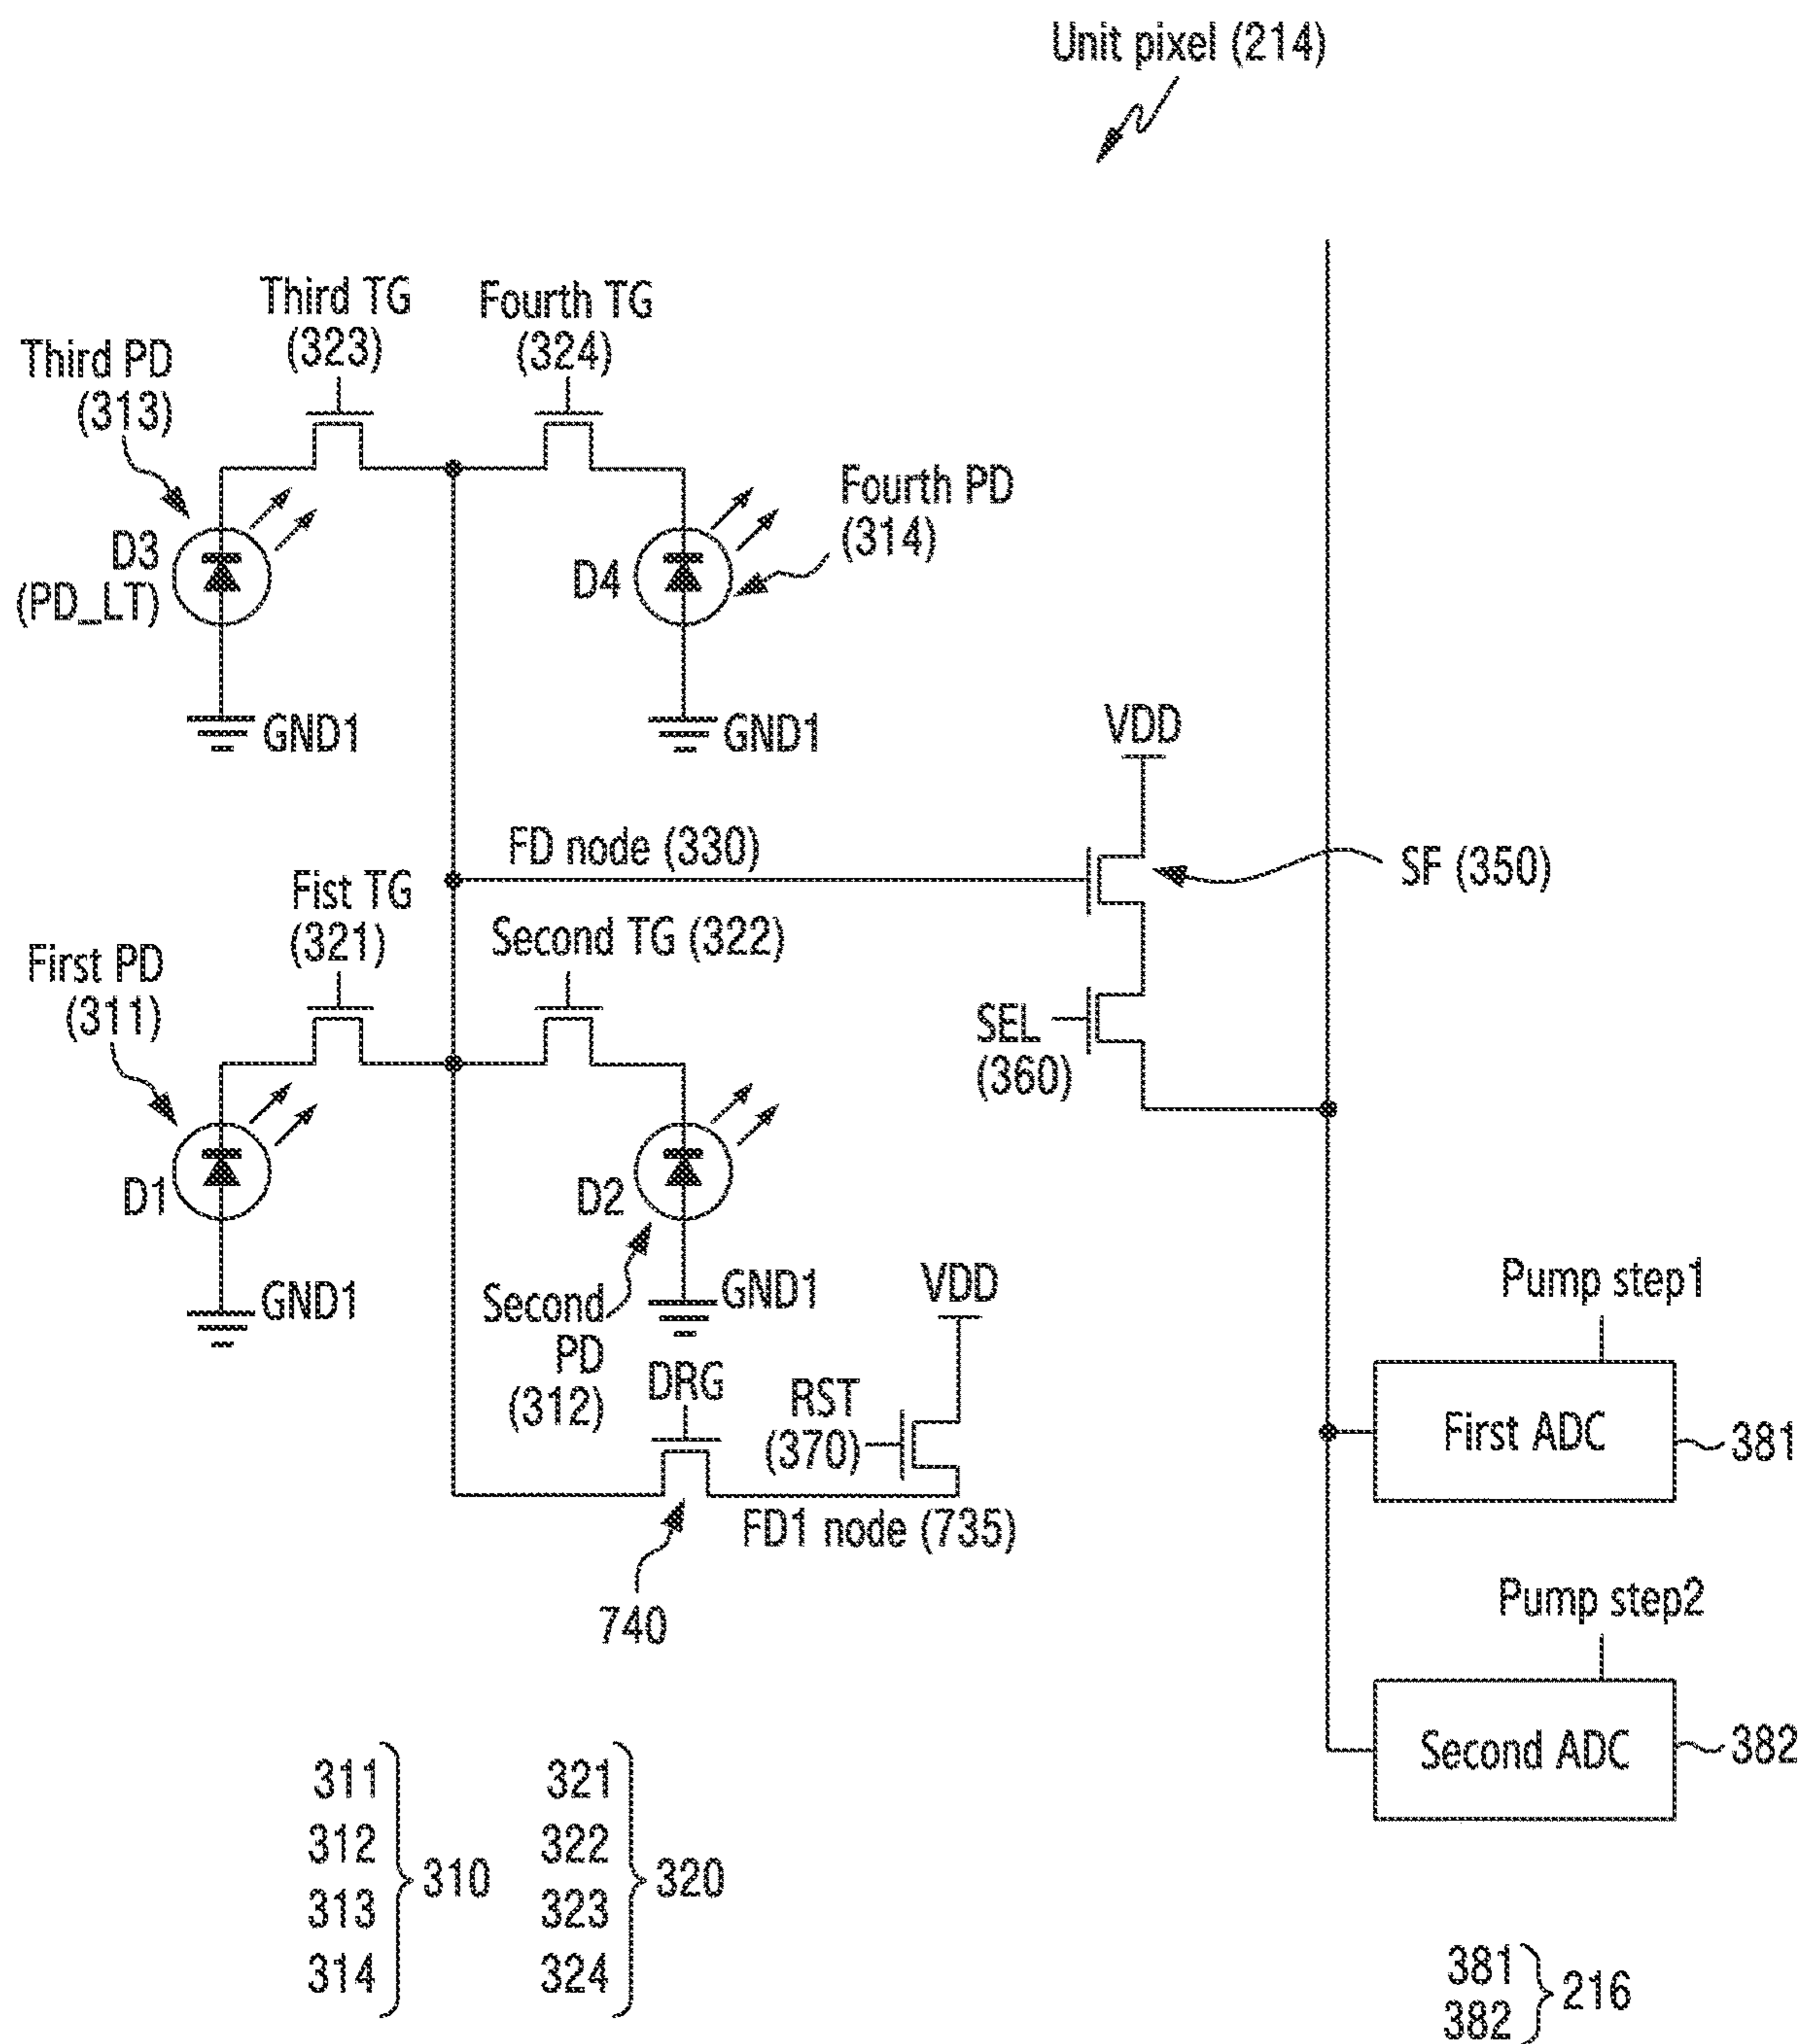 Unit pixel (214)
Third TG
(323)
Fourth TG
(324)
Third PD
(313)
Fourth PD
(314)
D3
(PD_LT)
D4
GND1
GND1
VDD
FD node (330)
SF (350)
Fist TG
(321)
Second TG (322)
First PD
(311)
SEL
(360)
D1
D2
GND1
Second
PD
(312)
GND1
VDD
Pump step1
DRG
RST
(370)
First ADC
381
FD1 node (735)
740
Pump step2
Second ADC
382
311
312
313
314
310
321
322
323
324
320
381
382
216